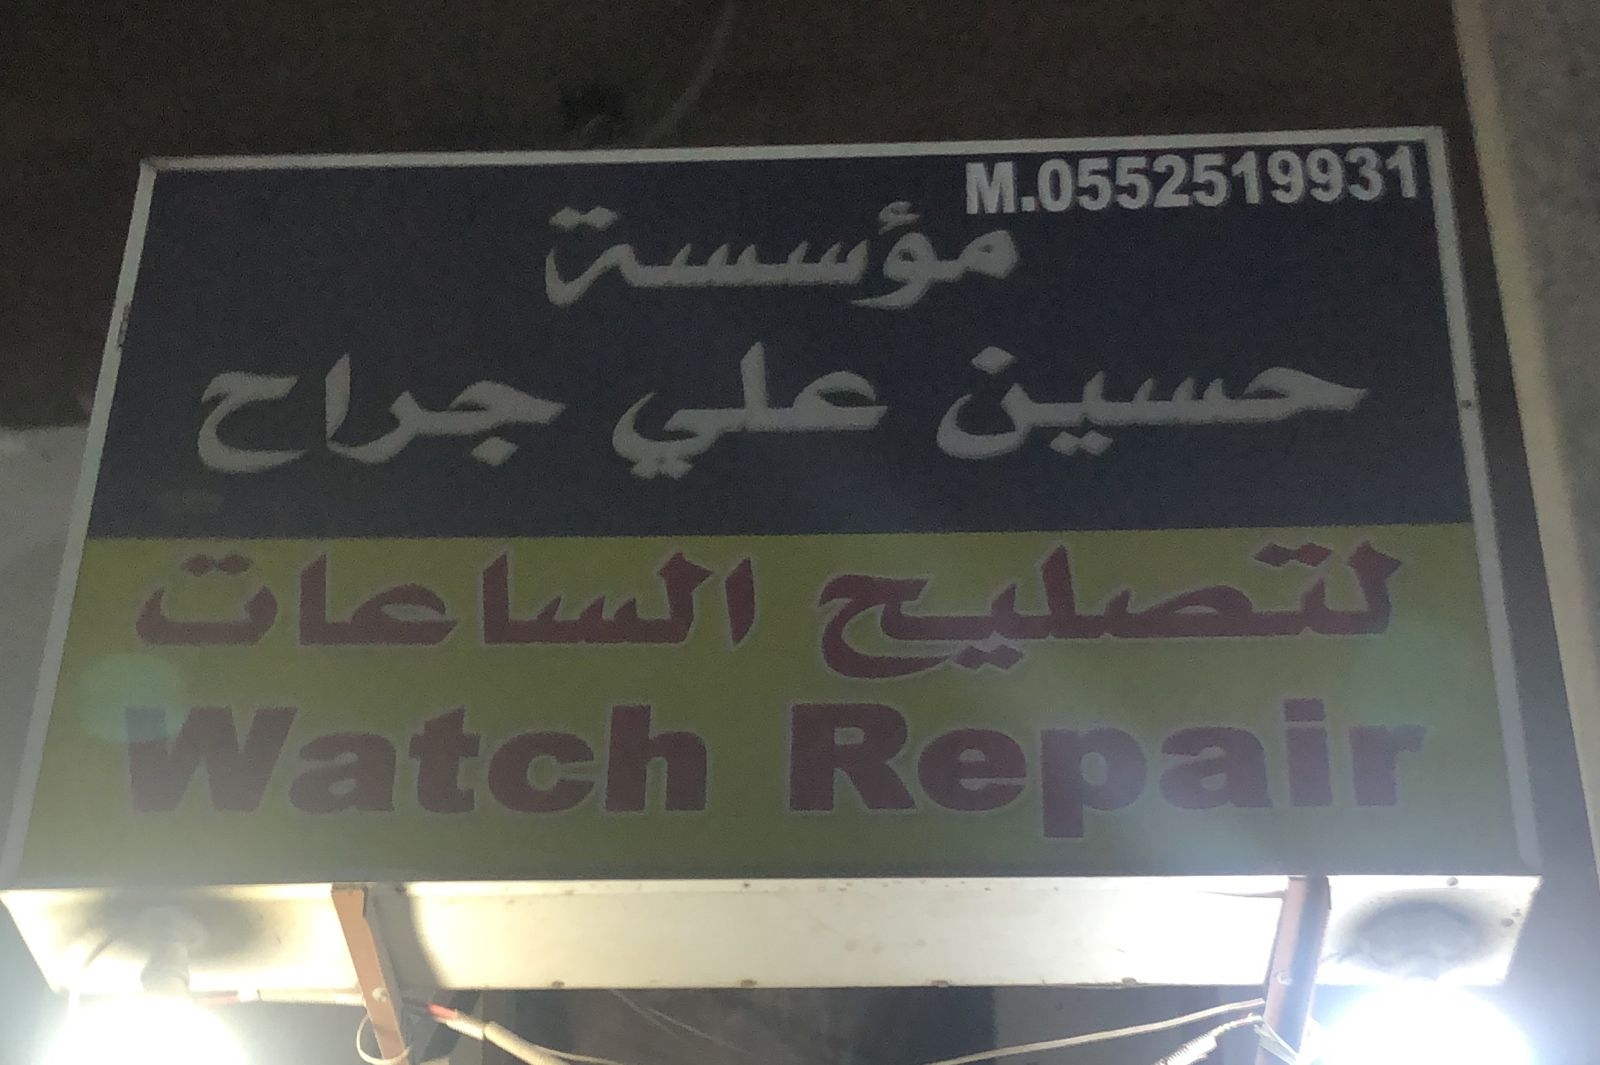 M.0552519931
مؤسسة
حسين علي جراح
لتصليح الساعات
Watch Repair